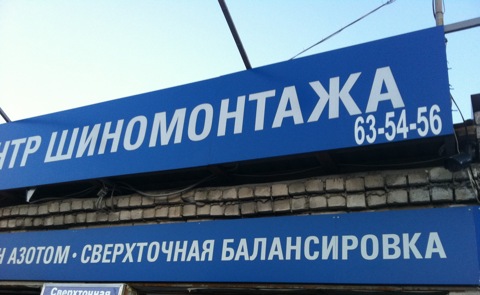 НТР ШИНОМОНТАЖА
63-54-56
Н АЗОТОМ · СВЕРХТОЧНАЯ БАЛАНСИРОВКА
Сверхточная